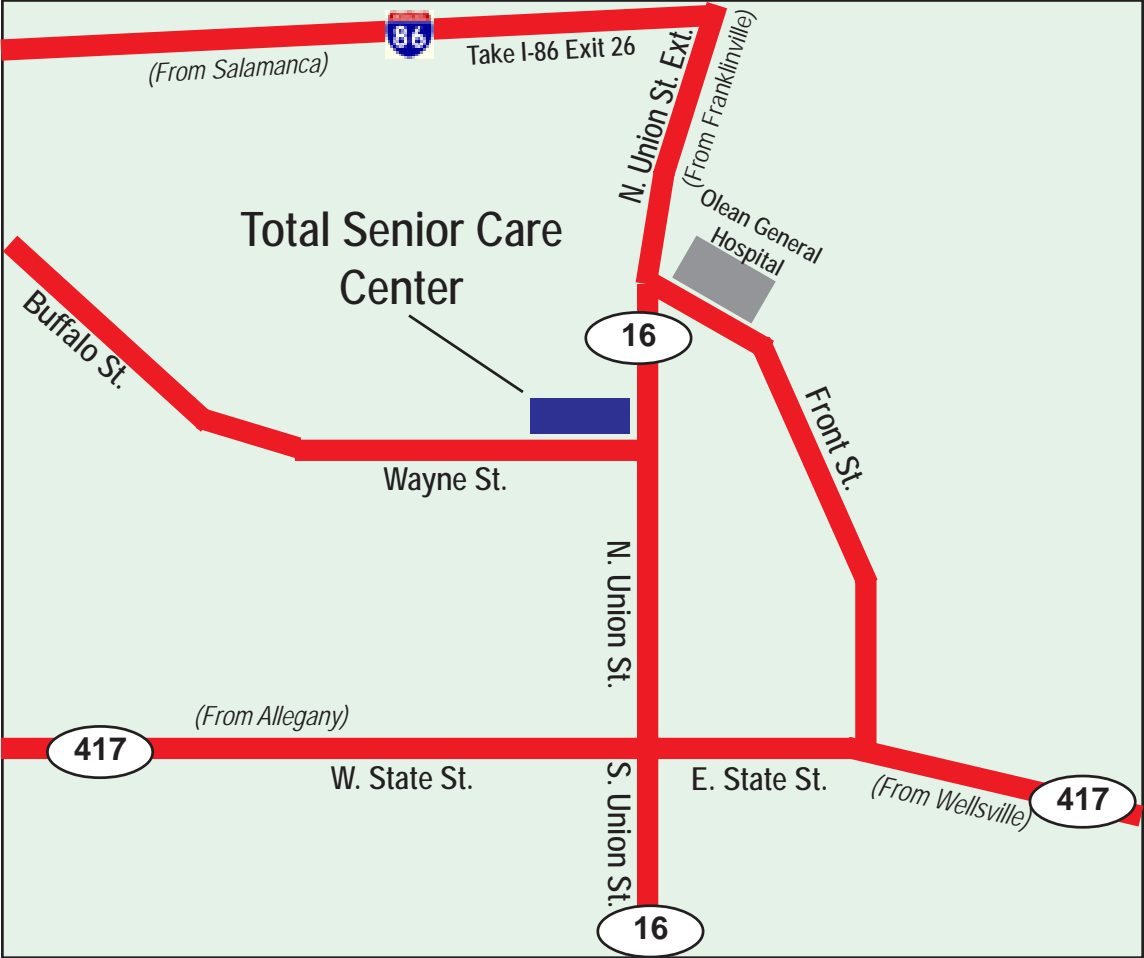 86
Take I-86 Exit 26
(From Salamanca)
N. Union St. Ext.
(From Franklinville)
Olean General
Hospital
Total Senior Care
Center
Buffalo St.
16
Front St.
Wayne St.
N. Union St.
(From Allegany)
417
W. State St.
S. Union St.
E. State St.
(From Wellsville)
417
16